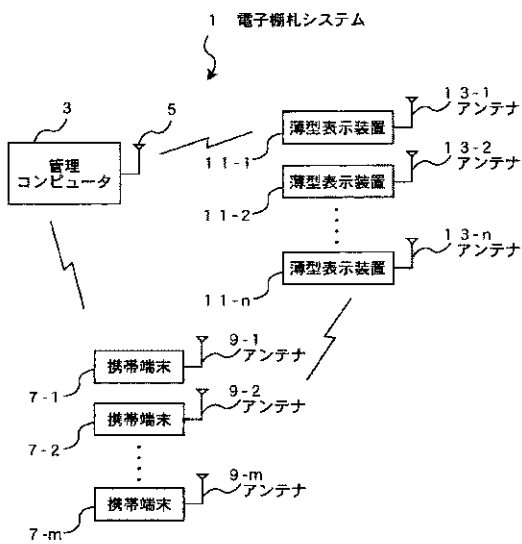 1 電子棚札システム
3
5
管理
コンピュータ
13-1
アンテナ
薄型表示装置
11-1
13-2
アンテナ
薄型表示装置
11-2
13-n
アンテナ
薄型表示装置
11-n
9-1
アンテナ
携帯端末
7-1
9-2
アンテナ
携帯端末
7-2
9-m
アンテナ
携帯端末
7-m